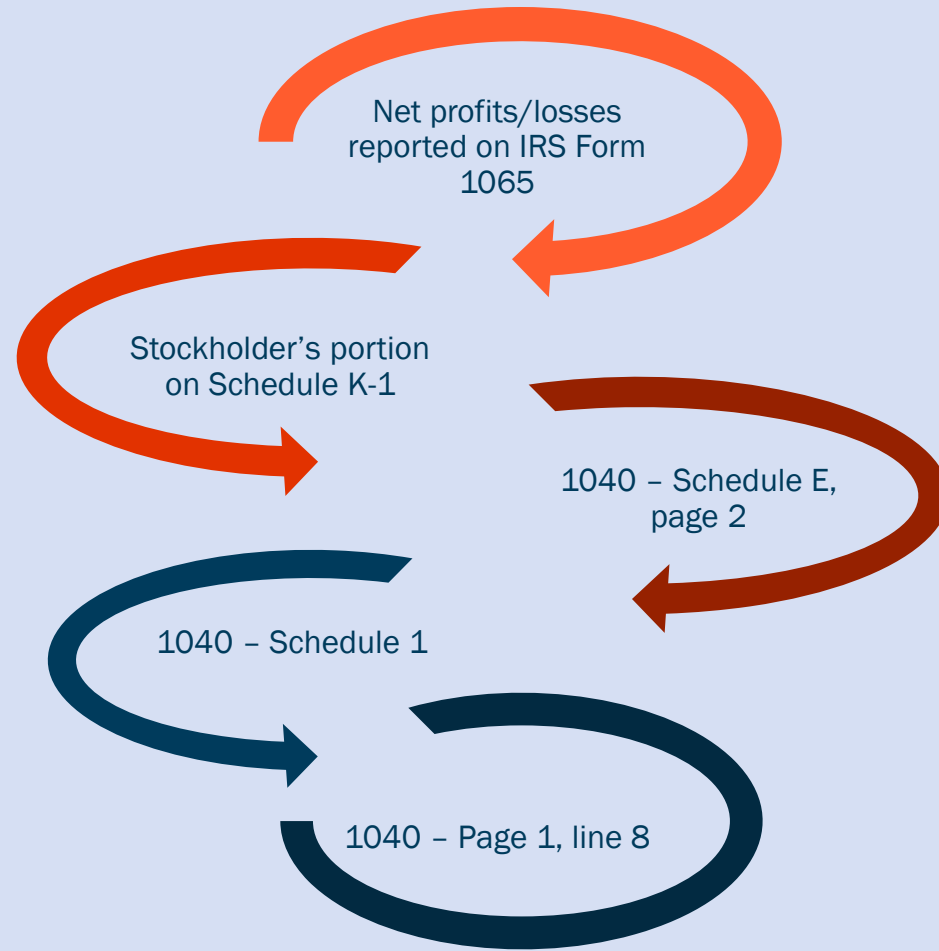 Net profits/losses
reported on IRS Form
1065
Stockholder’s portion
on Schedule K-1
1040 – Schedule E,
page 2
1040 – Schedule 1
1040 – Page 1, line 8